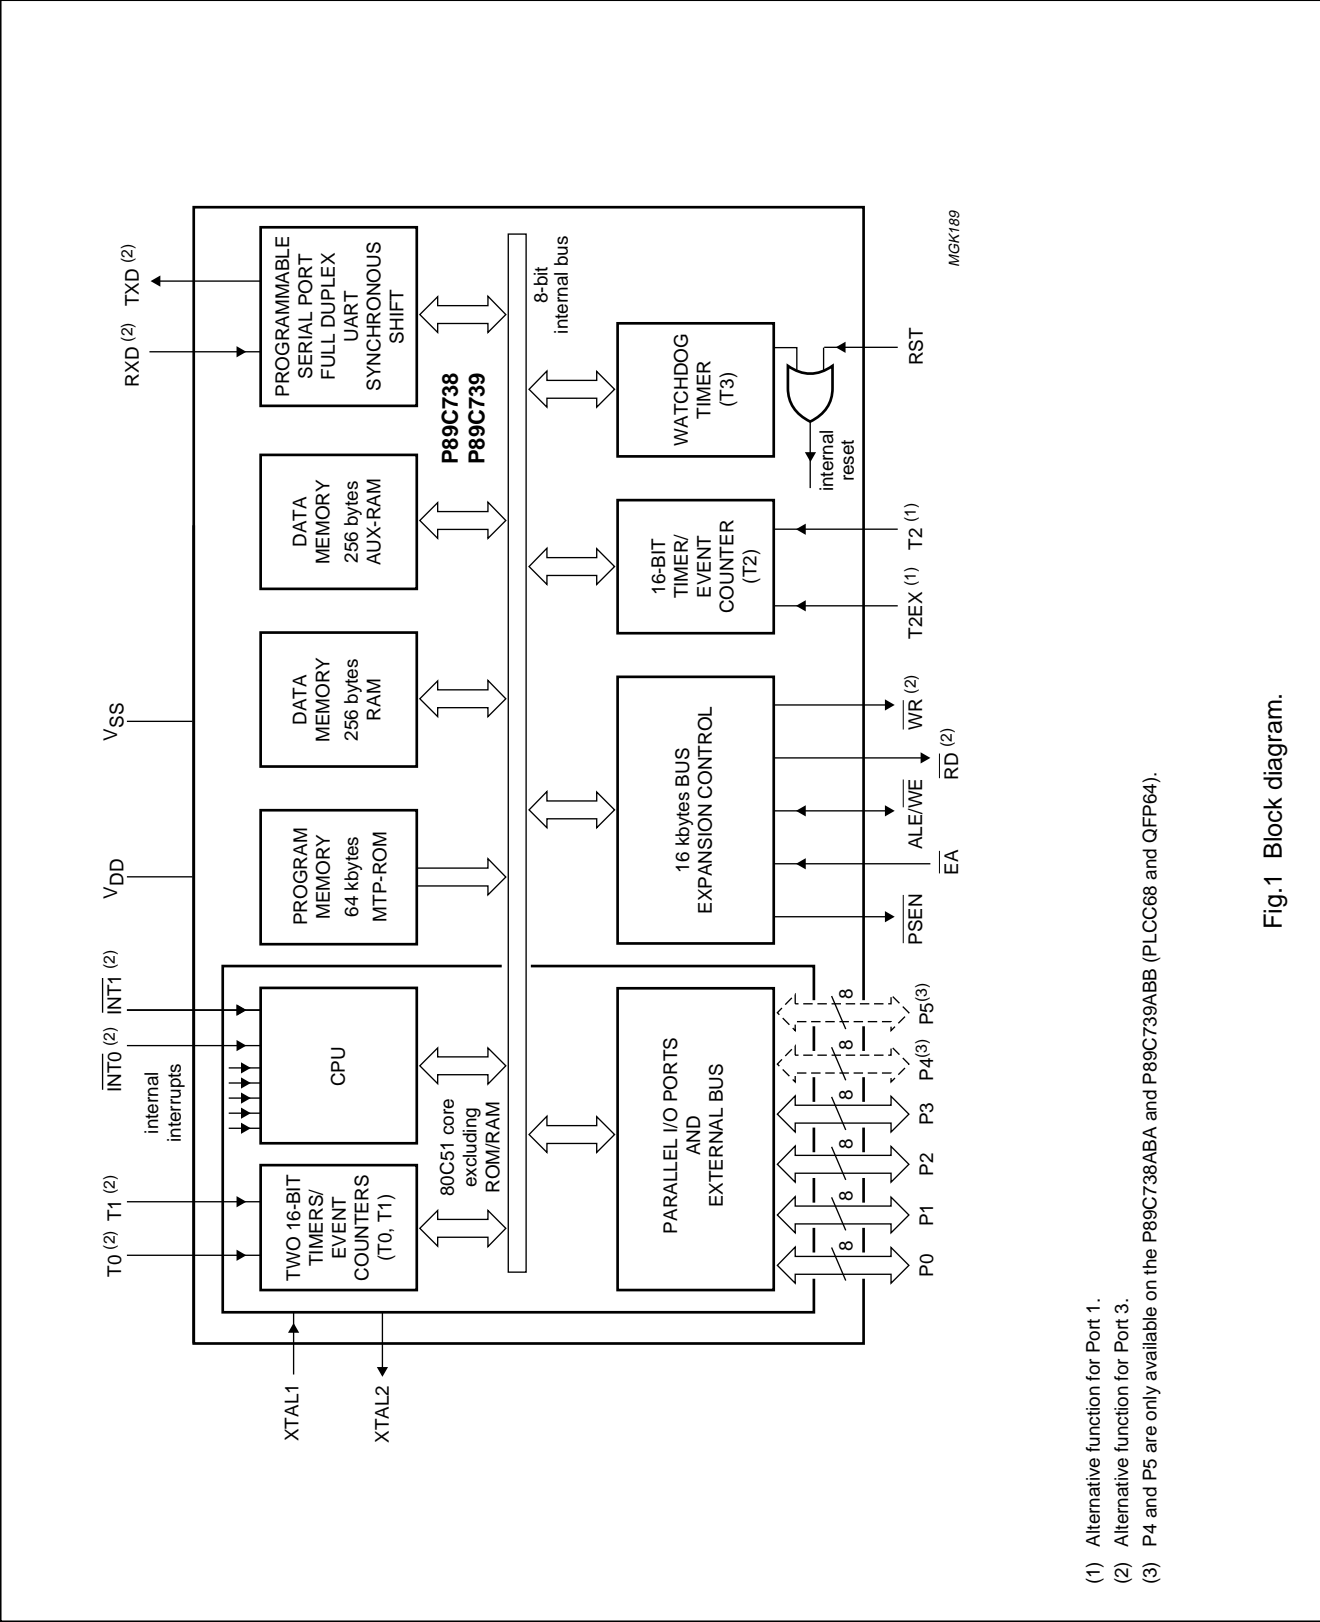 T0 (2)
T1 (2)
internal
interrupts
INT0 (2)
INT1 (2)
VDD
VSS
RXD (2)
TXD (2)
XTAL1
XTAL2
TWO 16-BIT
TIMERS/
EVENT
COUNTERS
(T0, T1)
CPU
PROGRAM
MEMORY
64 kbytes
MTP-ROM
DATA
MEMORY
256 bytes
RAM
DATA
MEMORY
256 bytes
AUX-RAM
PROGRAMMABLE
SERIAL PORT
FULL DUPLEX
UART
SYNCHRONOUS
SHIFT
80C51 core
excluding
ROM/RAM
P89C738
P89C739
8-bit
internal bus
PARALLEL I/O PORTS
AND
EXTERNAL BUS
16 kbytes BUS
EXPANSION CONTROL
16-BIT
TIMER/
EVENT
COUNTER
(T2)
WATCHDOG
TIMER
(T3)
internal
reset
8
8
8
8
8
8
P0
P1
P2
P3
P4(3)
P5(3)
PSEN
EA
ALE/WE
RD (2)
WR (2)
T2EX (1)
T2 (1)
RST
MGK189
(1) Alternative function for Port 1.
(2) Alternative function for Port 3.
(3) P4 and P5 are only available on the P89C738ABA and P89C739ABB (PLCC68 and QFP64).
Fig.1 Block diagram.